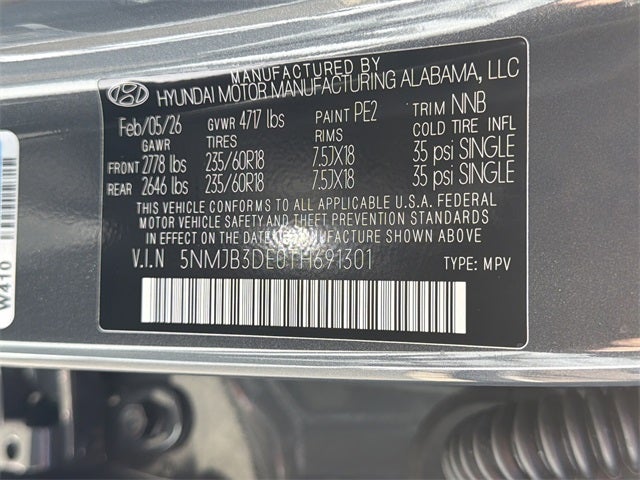 MANUFACTURED BY
HYUNDAI MOTOR MANUFACTURING ALABAMA, LLC
Feb/05/26 GVWR 4717 lbs PAINT PE2 TRIM NNB
GAWR TIRES RIMS COLD TIRE INFL
FRONT 2778 lbs 235/60R18 7.5JX18 35 psi SINGLE
REAR 2646 lbs 235/60R18 7.5JX18 35 psi SINGLE
THIS VEHICLE CONFORMS TO ALL APPLICABLE U.S.A. FEDERAL
MOTOR VEHICLE SAFETY AND THEFT PREVENTION STANDARDS
IN EFFECT ON THE DATE OF MANUFACTURE SHOWN ABOVE
V.I.N 5NMJB3DE0TH691301 TYPE: MPV
W410